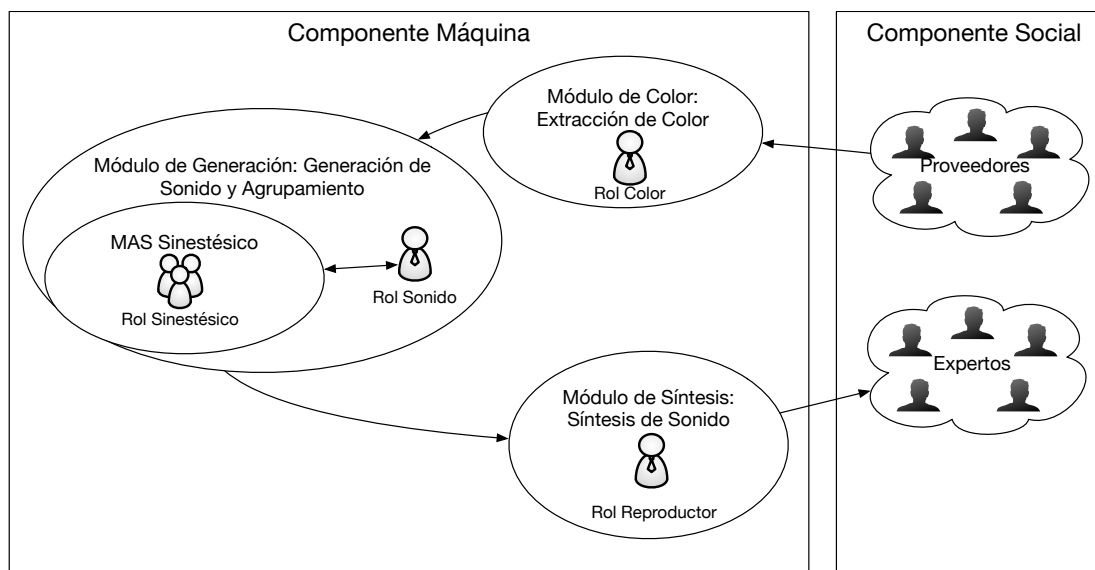 Componente Máquina
Módulo de Color:
Extracción de Color
Rol Color
Módulo de Generación: Generación de
Sonido y Agrupamiento
MAS Sinestésico
Rol Sinestésico
Rol Sonido
Módulo de Síntesis:
Síntesis de Sonido
Rol Reproductor
Componente Social
Proveedores
Expertos